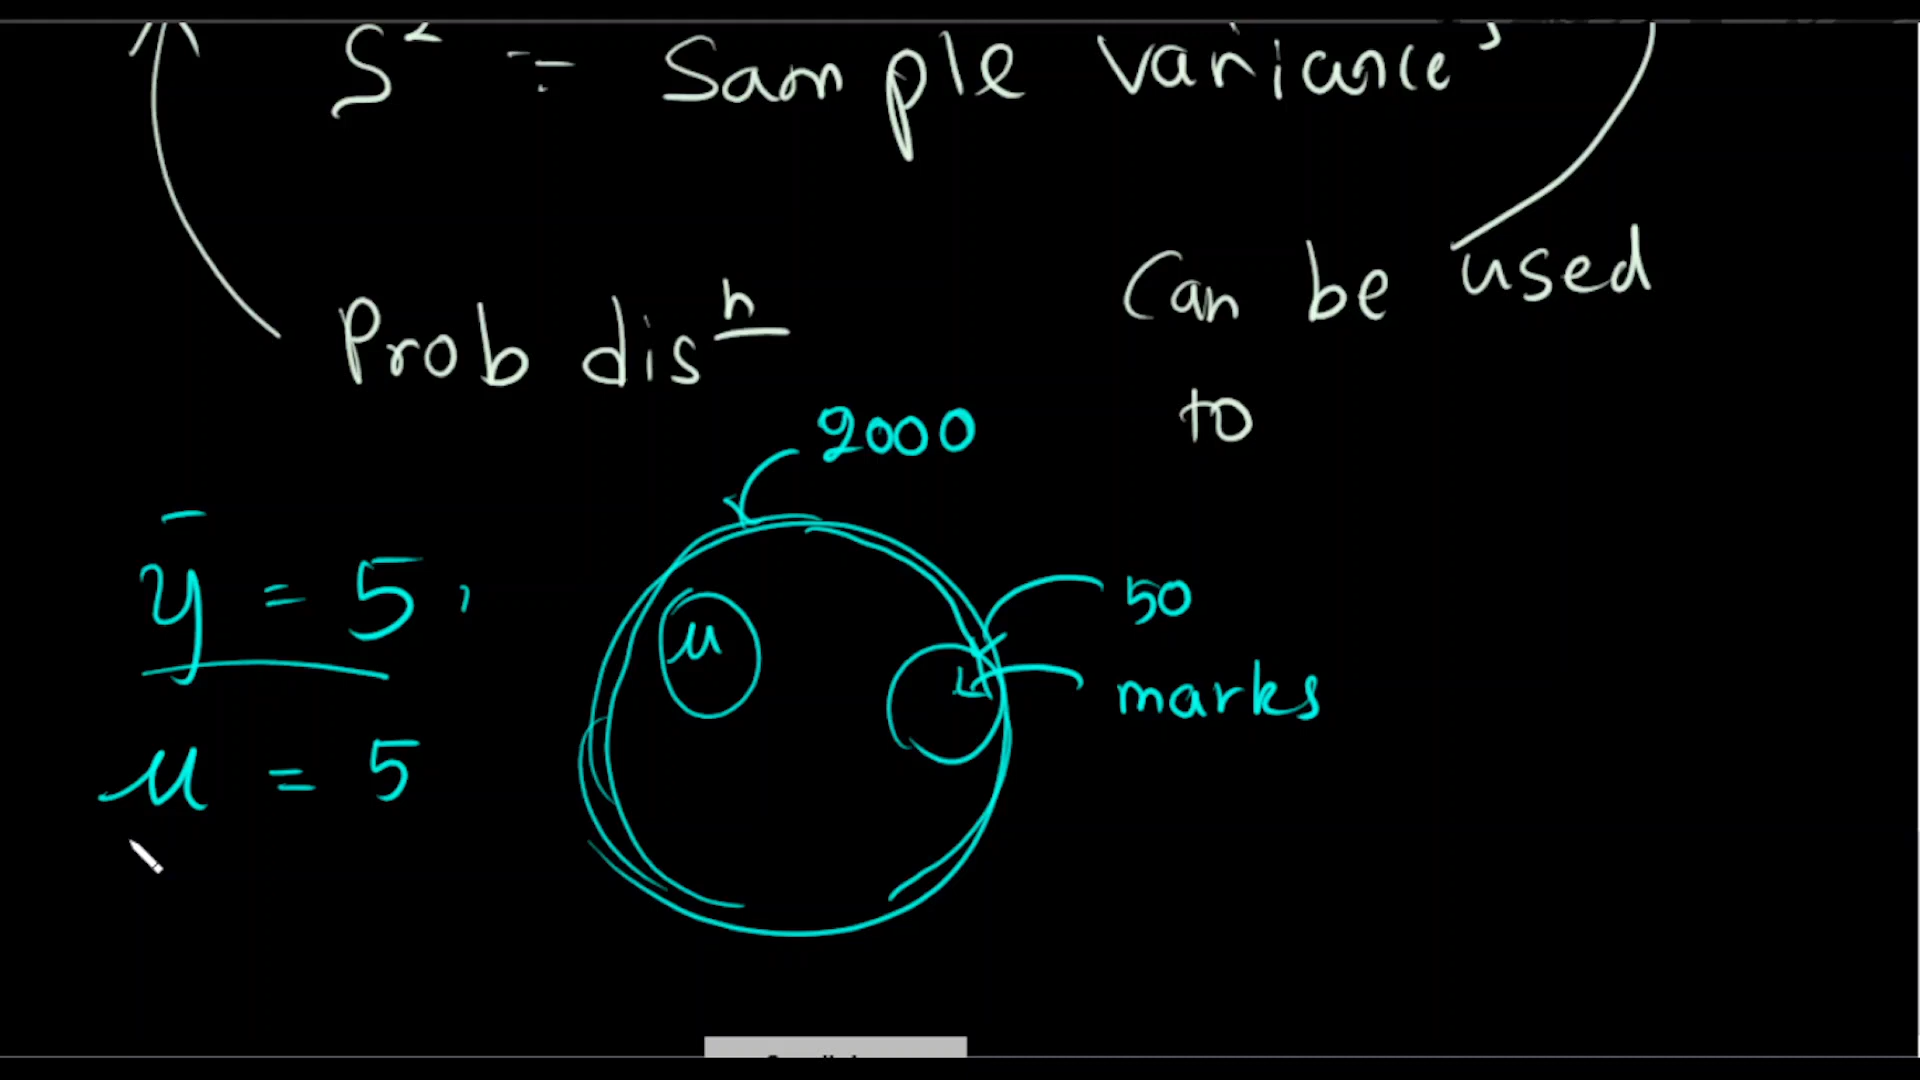 S² := Sample variance,
Prob disⁿ can be used
to
2000
ȳ = 5,
μ
50
marks
μ = 5